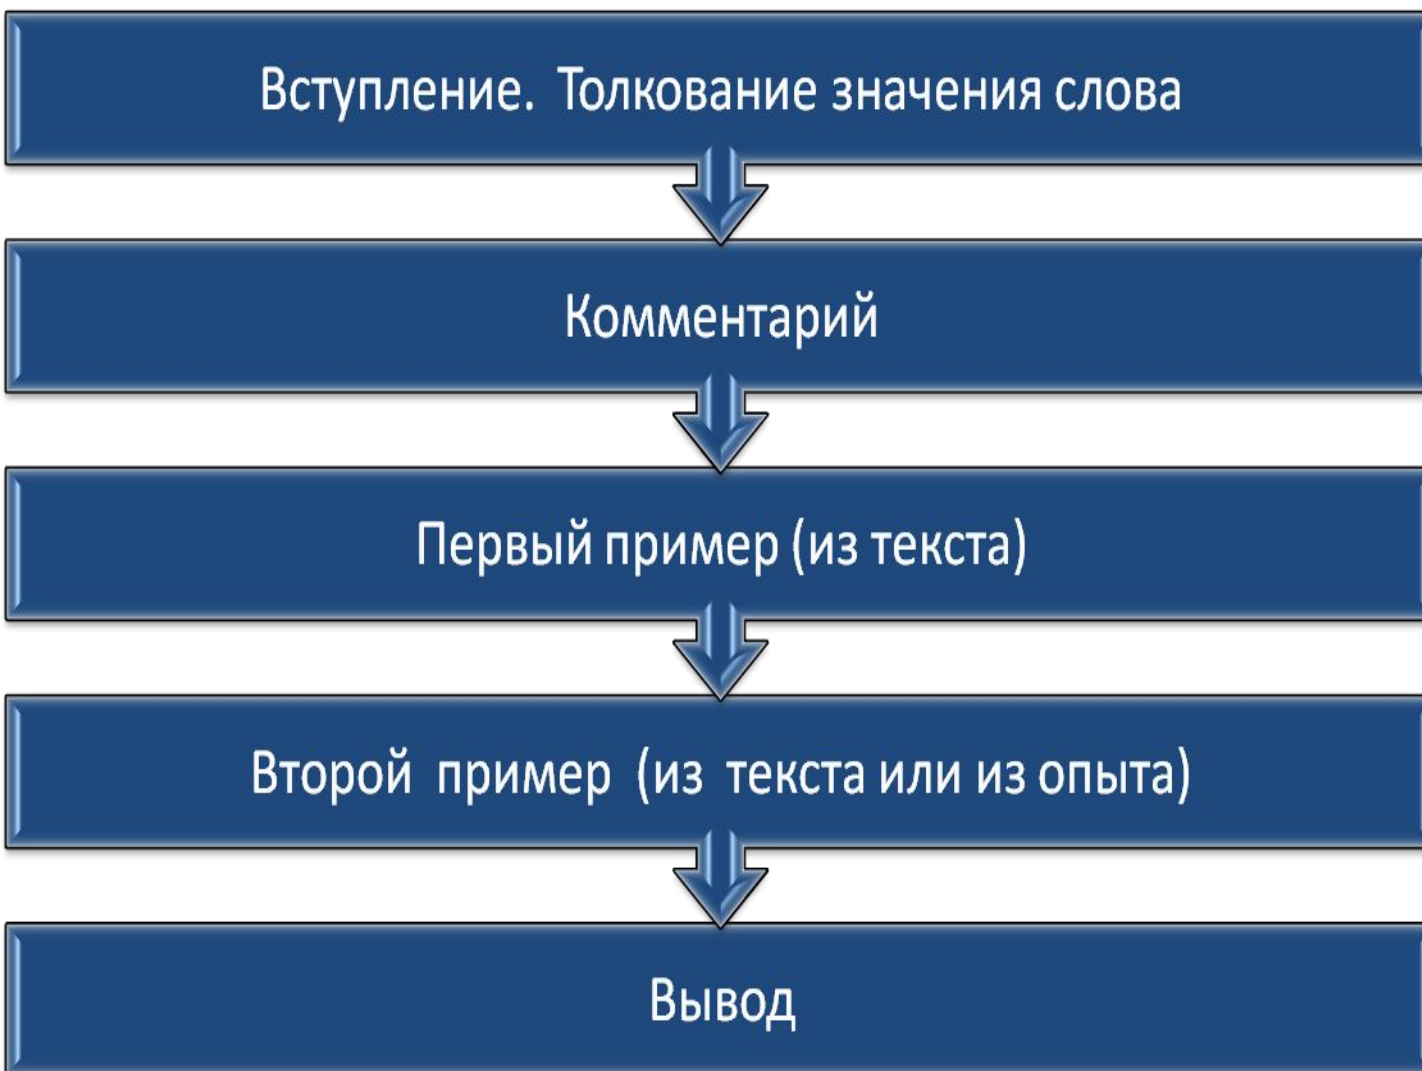 Вступление. Толкование значения слова
Комментарий
Первый пример (из текста)
Второй пример (из текста или из опыта)
Вывод